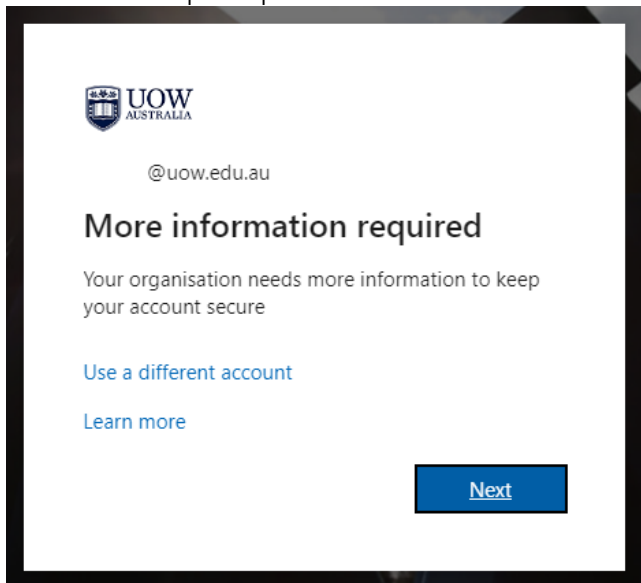 UOW
AUSTRALIA
@uow.edu.au
More information required
Your organisation needs more information to keep
your account secure
Use a different account
Learn more
Next